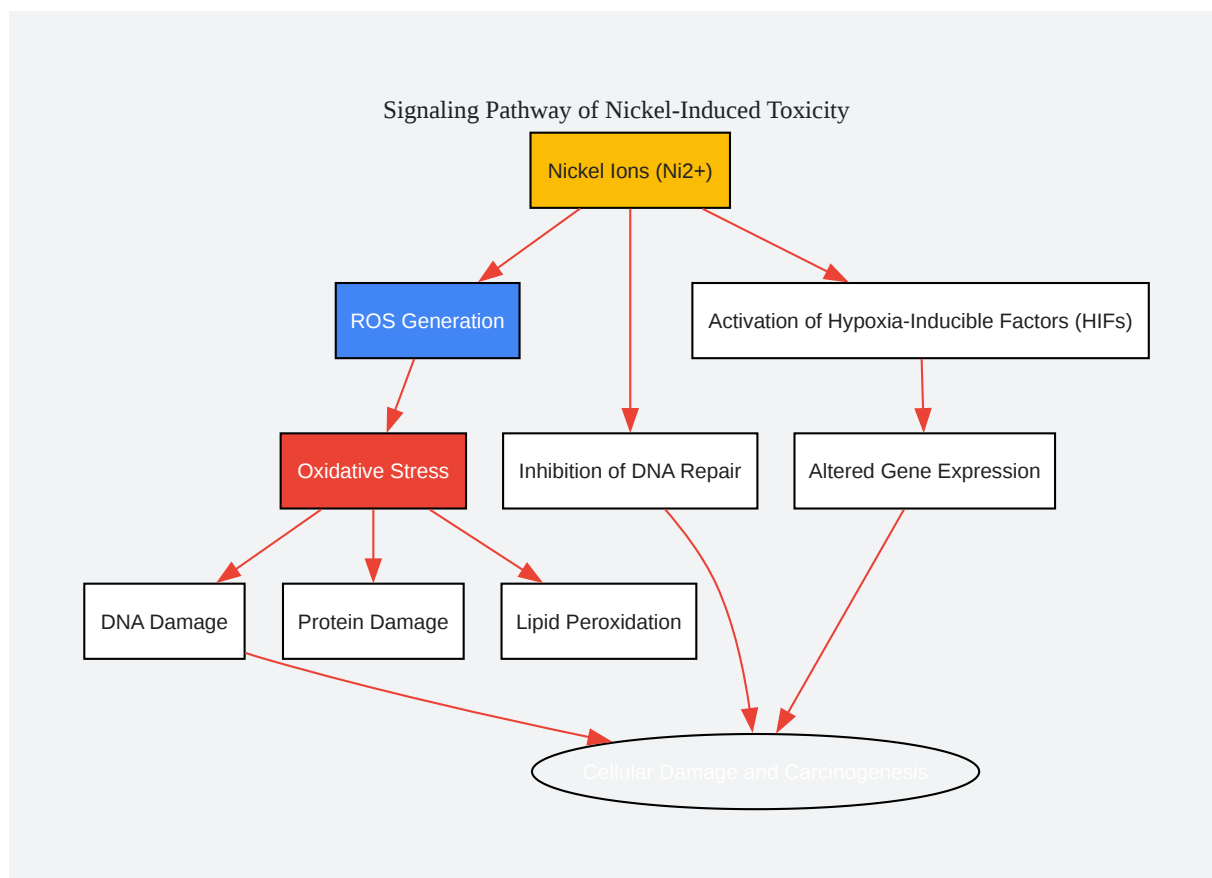 Signaling Pathway of Nickel-Induced Toxicity
Nickel Ions (Ni2+)
ROS Generation
Activation of Hypoxia-Inducible Factors (HIFs)
Oxidative Stress
Inhibition of DNA Repair
Altered Gene Expression
DNA Damage
Protein Damage
Lipid Peroxidation
Cellular Damage and Carcinogenesis